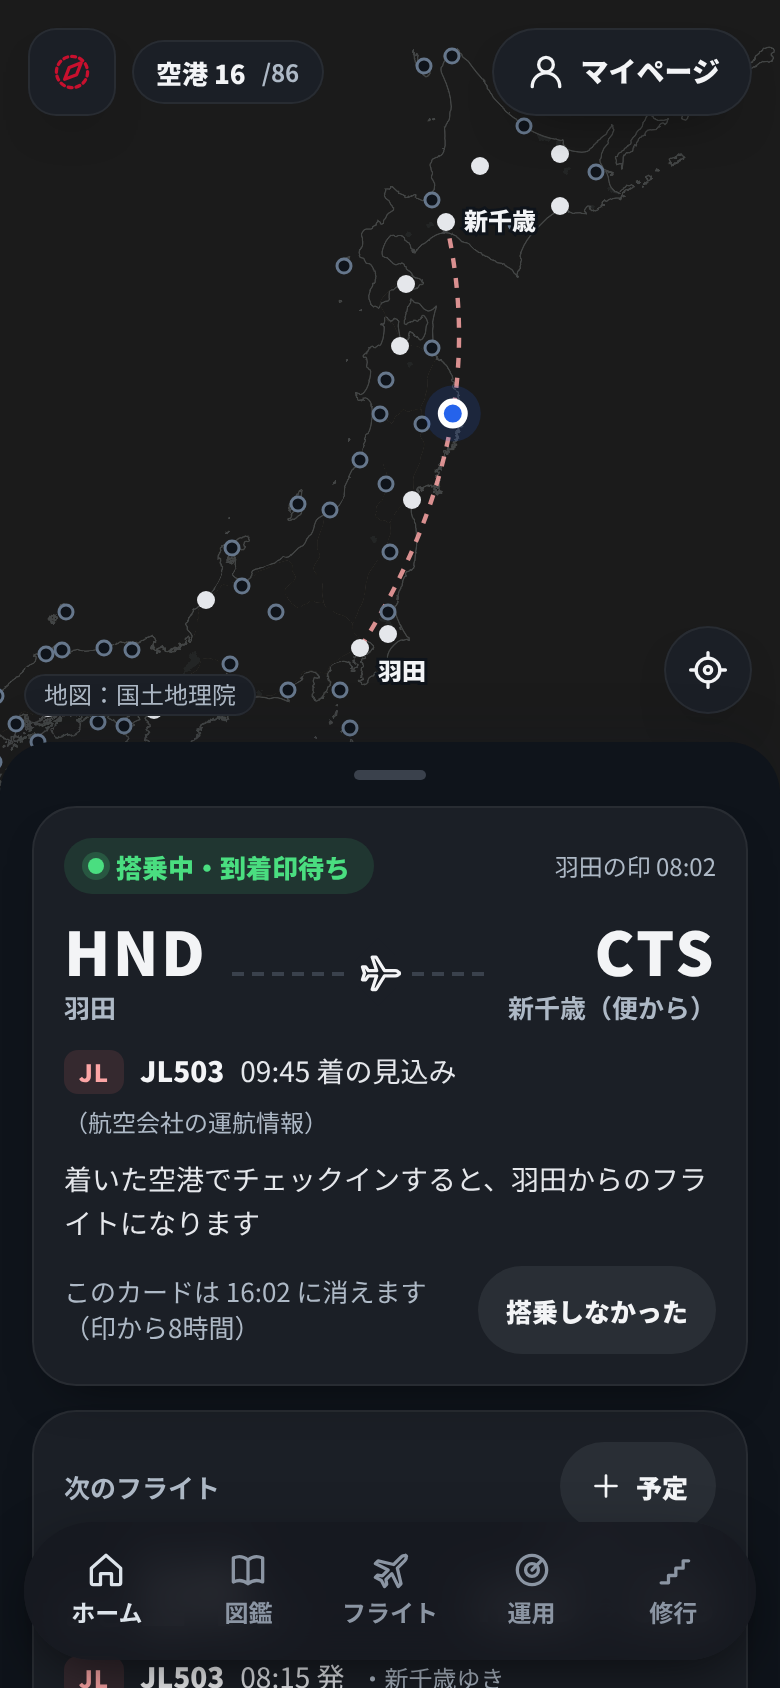 空港 16 /86
マイページ
新千歳
羽田
地図：国土地理院
搭乗中・到着印待ち
羽田の印 08:02
HND
CTS
羽田
新千歳（便から）
JL JL503 09:45 着の見込み
（航空会社の運航情報）
着いた空港でチェックインすると、羽田からのフラ
イトになります
このカードは 16:02 に消えます
（印から8時間）
搭乗しなかった
次のフライト
予定
ホーム
図鑑
フライト
運用
修行
JL JL503 08:15 発 ・新千歳ゆき